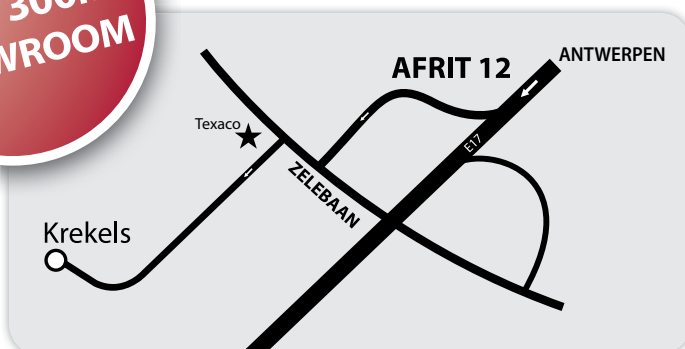 WROOM
AFRIT 12
ANTWERPEN
Texaco
E17
ZELEBAAN
Krekels